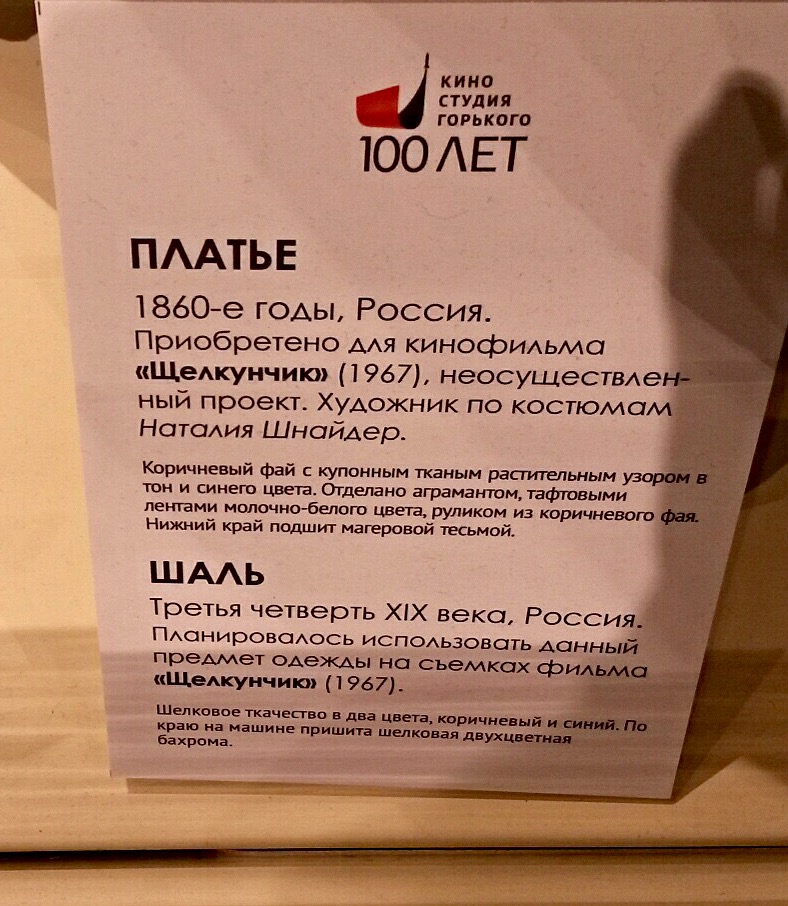 КИНО
СТУДИЯ
ГОРЬКОГО
100 ЛЕТ
ПЛАТЬЕ
1860-е годы, Россия.
Приобретено для кинофильма
«Щелкунчик» (1967), неосуществлен-
ный проект. Художник по костюмам
Наталия Шнайдер.
Коричневый фай с купонным тканым растительным узором в
тон и синего цвета. Отделано аграмантом, тафтовыми
лентами молочно-белого цвета, руликом из коричневого фая.
Нижний край подшит магеровой тесьмой.
ШАЛЬ
Третья четверть XIX века, Россия.
Планировалось использовать данный
предмет одежды на съемках фильма
«Щелкунчик» (1967).
Шелковое ткачество в два цвета, коричневый и синий. По
краю на машине пришита шелковая двухцветная
бахрома.